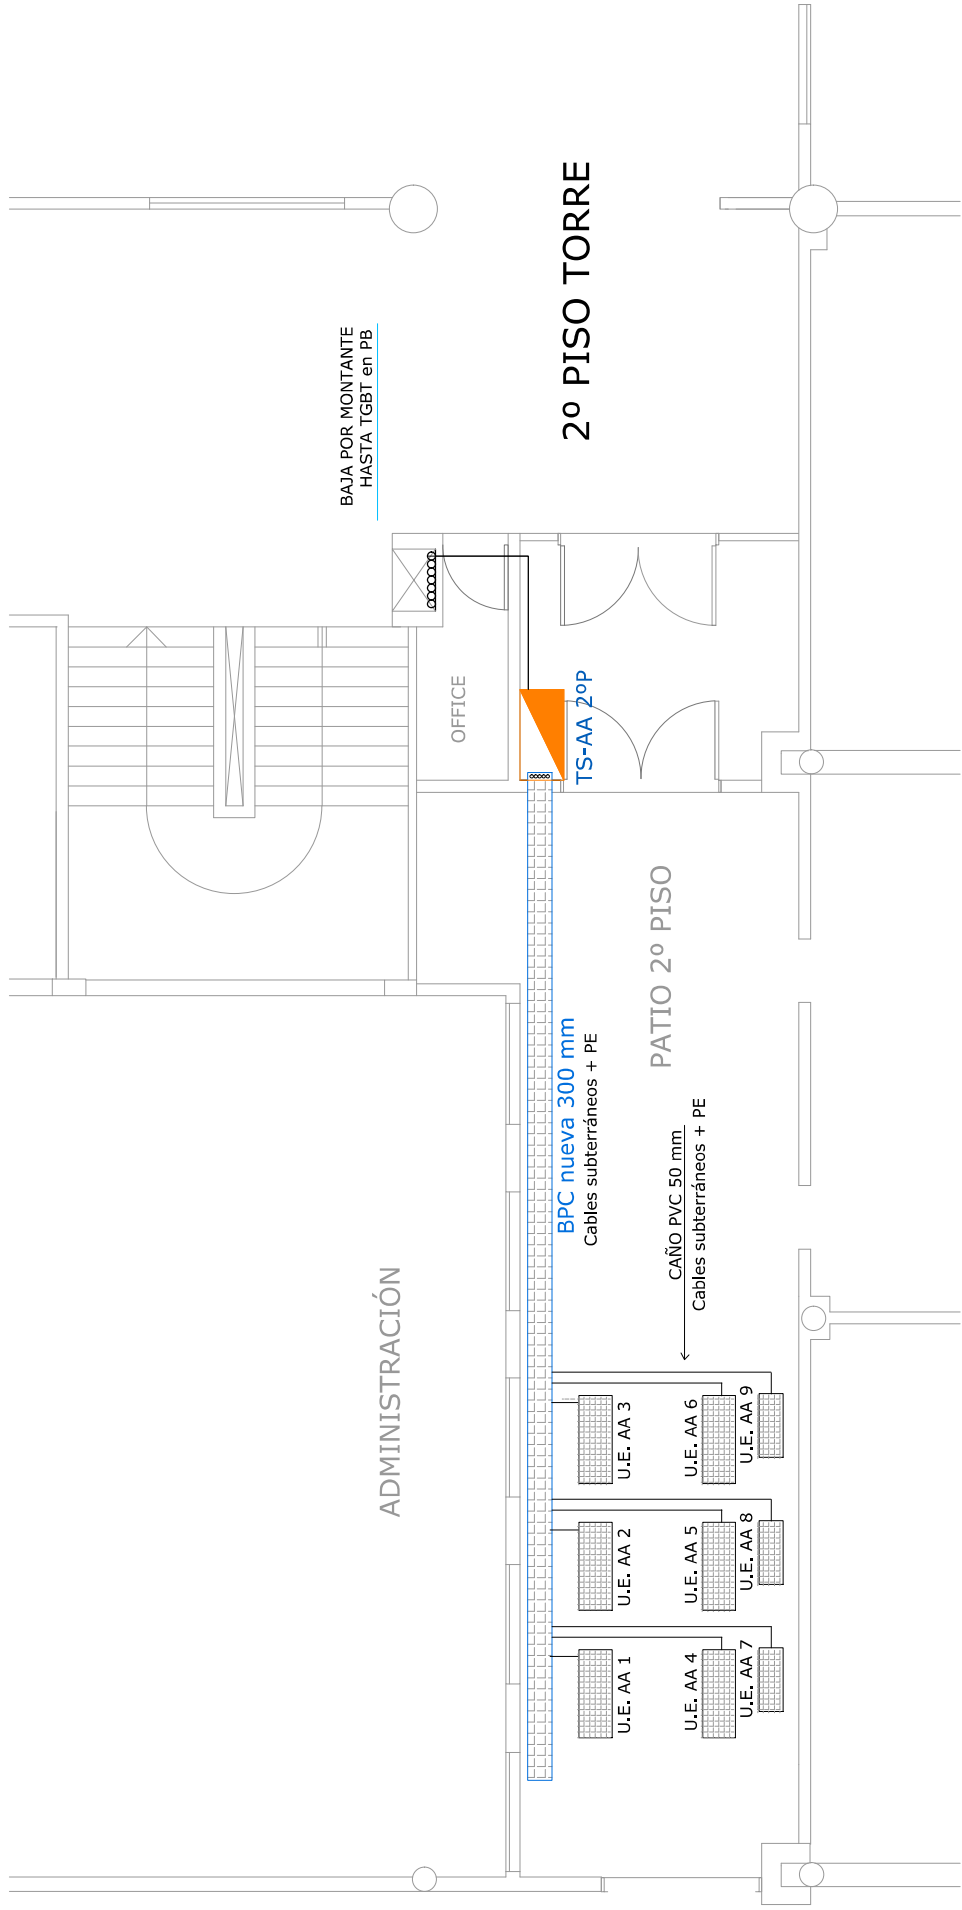 2º PISO TORRE
BAJA POR MONTANTE
HASTA TGBT en PB
OFFICE
TS-AA 2ºP
PATIO 2º PISO
BPC nueva 300 mm
Cables subterráneos + PE
CAÑO PVC 50 mm
Cables subterráneos + PE
ADMINISTRACIÓN
U.E. AA 3
U.E. AA 6
U.E. AA 9
U.E. AA 2
U.E. AA 5
U.E. AA 8
U.E. AA 1
U.E. AA 4
U.E. AA 7